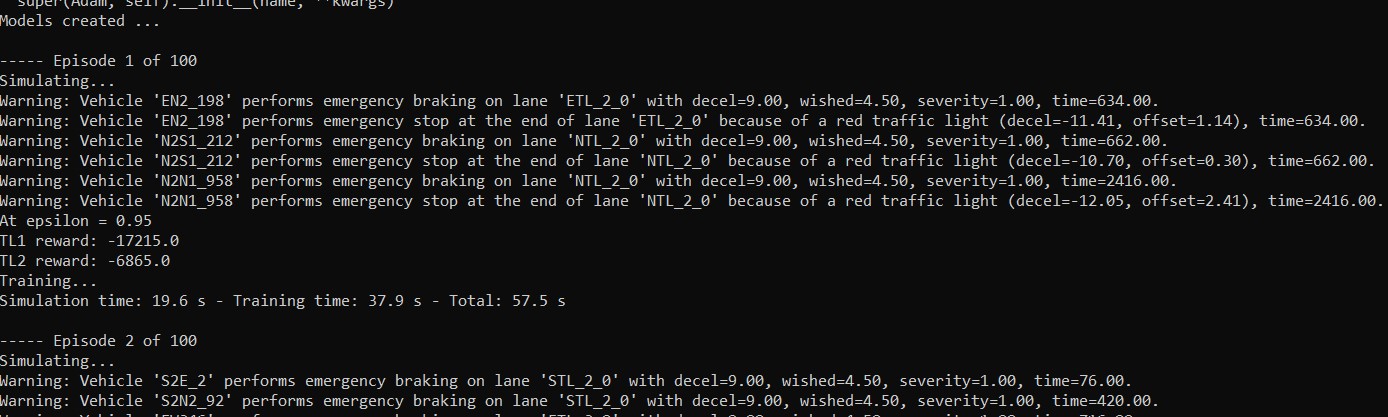 super(Adam, self).__init__(name, **kwargs)
Models created ...
----- Episode 1 of 100
Simulating...
Warning: Vehicle 'EN2_198' performs emergency braking on lane 'ETL_2_0' with decel=9.00, wished=4.50, severity=1.00, time=634.00.
Warning: Vehicle 'EN2_198' performs emergency stop at the end of lane 'ETL_2_0' because of a red traffic light (decel=-11.41, offset=1.14), time=634.00.
Warning: Vehicle 'N2S1_212' performs emergency braking on lane 'NTL_2_0' with decel=9.00, wished=4.50, severity=1.00, time=662.00.
Warning: Vehicle 'N2S1_212' performs emergency stop at the end of lane 'NTL_2_0' because of a red traffic light (decel=-10.70, offset=0.30), time=662.00.
Warning: Vehicle 'N2N1_958' performs emergency braking on lane 'NTL_2_0' with decel=9.00, wished=4.50, severity=1.00, time=2416.00.
Warning: Vehicle 'N2N1_958' performs emergency stop at the end of lane 'NTL_2_0' because of a red traffic light (decel=-12.05, offset=2.41), time=2416.00.
At epsilon = 0.95
TL1 reward: -17215.0
TL2 reward: -6865.0
Training...
Simulation time: 19.6 s - Training time: 37.9 s - Total: 57.5 s
----- Episode 2 of 100
Simulating...
Warning: Vehicle 'S2E_2' performs emergency braking on lane 'STL_2_0' with decel=9.00, wished=4.50, severity=1.00, time=76.00.
Warning: Vehicle 'S2N2_92' performs emergency braking on lane 'STL_2_0' with decel=9.00, wished=4.50, severity=1.00, time=420.00.